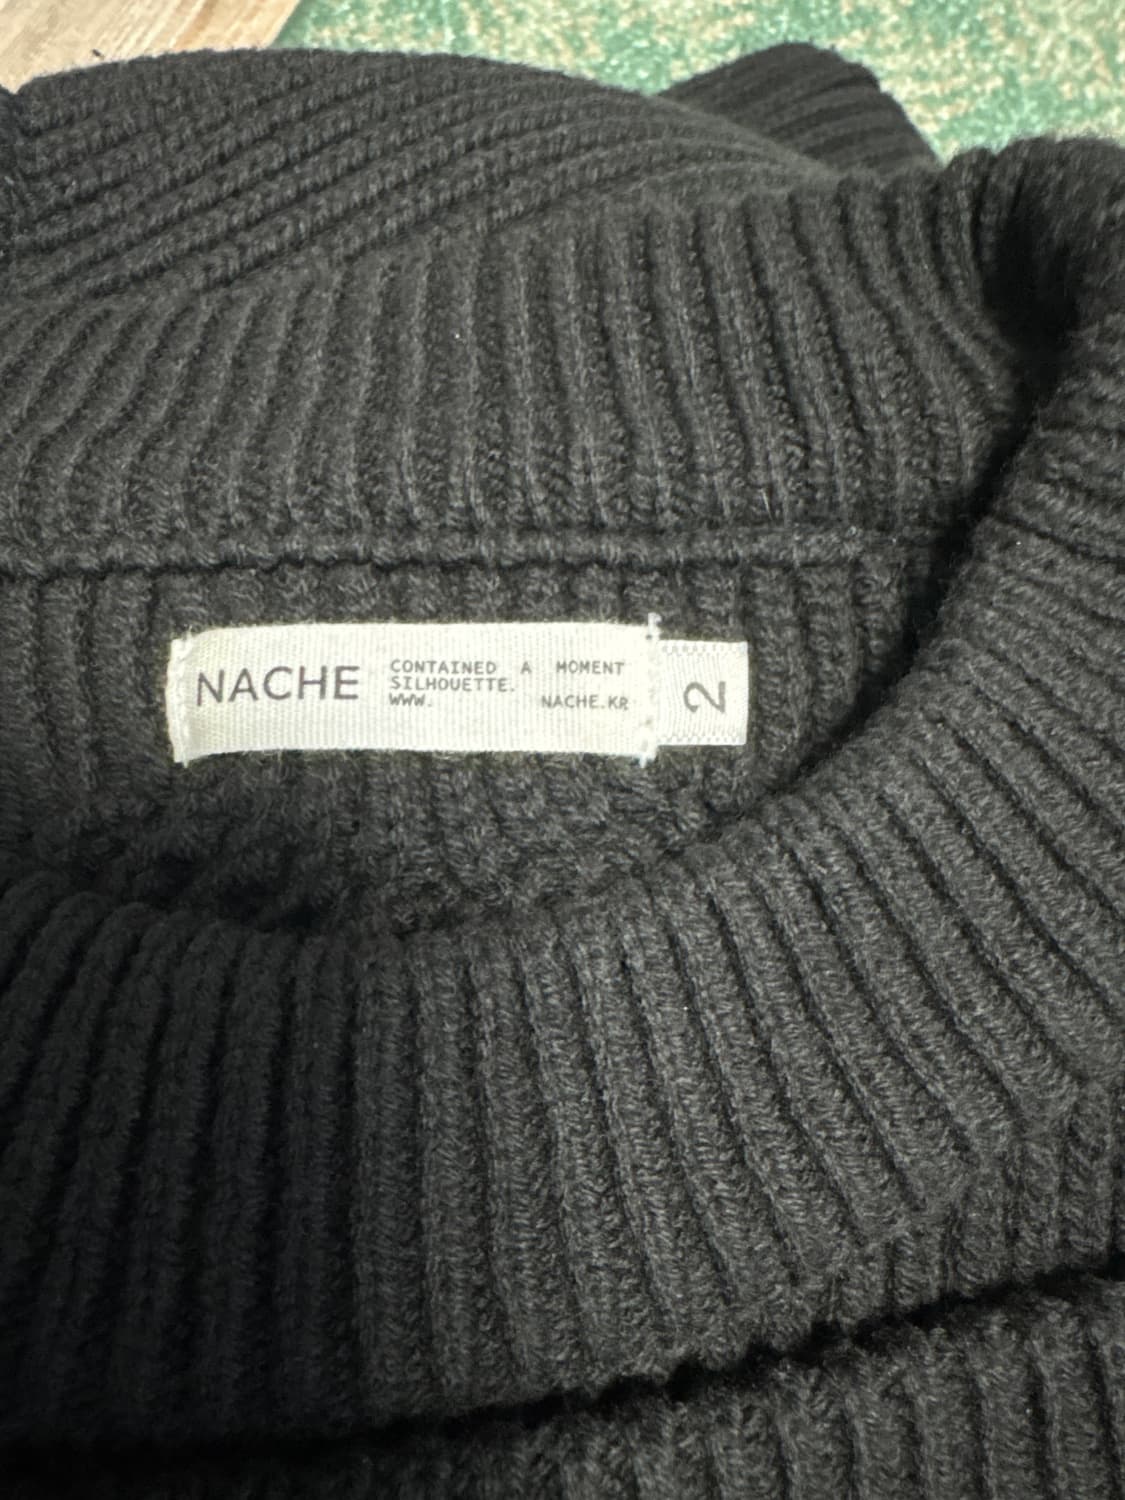 NACHE
CONTAINED A MOMENT
SILHOUETTE.
WWW. NACHE.KR
2